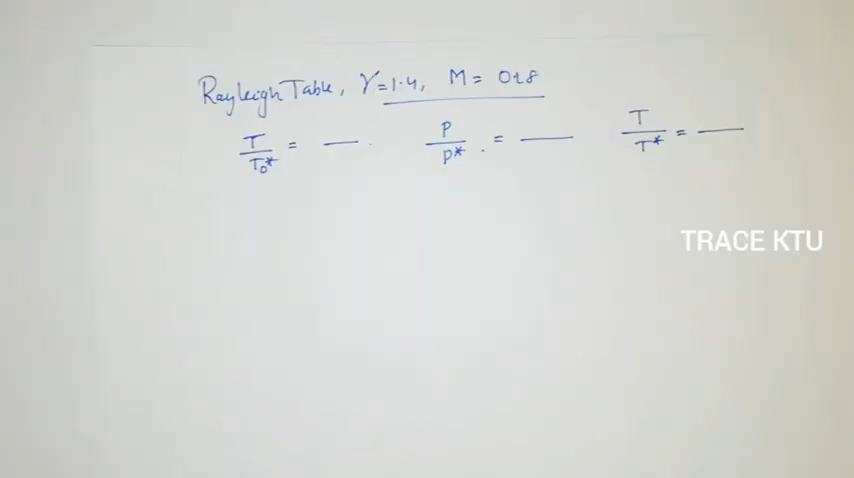 Rayleigh Table, γ=1.4, M= 0.8
T/T₀* = — . P/P* . = — T/T* = —
TRACE KTU